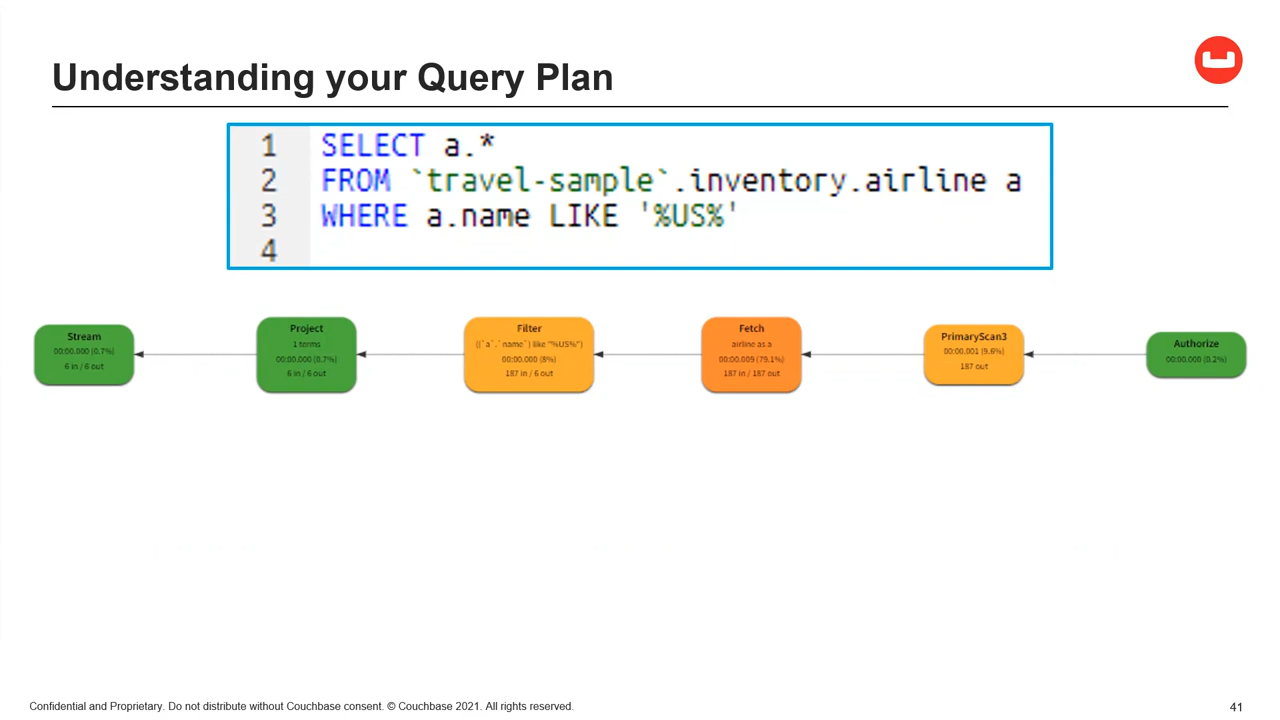 Understanding your Query Plan
1 SELECT a.*
2 FROM `travel-sample`.inventory.airline a
3 WHERE a.name LIKE '%US%'
4
Stream
00:00.000 (0.7%)
6 in / 6 out
Project
1 terms
00:00.000 (0.7%)
6 in / 6 out
Filter
((`a`.`name`) like "%US%")
00:00.000 (8%)
187 in / 6 out
Fetch
airline as a
00:00.009 (79.1%)
187 in / 187 out
PrimaryScan3
00:00.001 (9.6%)
187 out
Authorize
00:00.000 (0.2%)
Confidential and Proprietary. Do not distribute without Couchbase consent. © Couchbase 2021. All rights reserved.
41